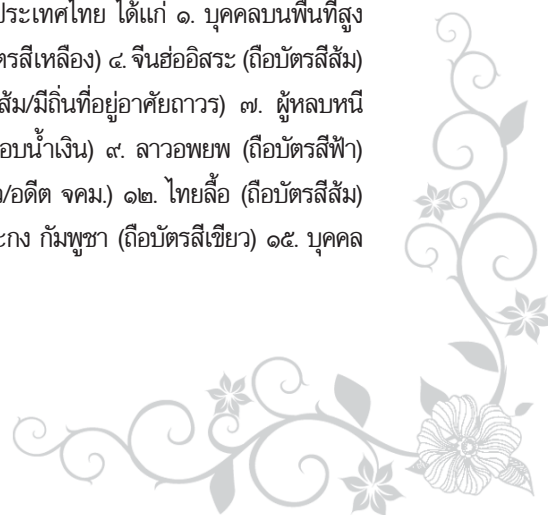 ประเทศไทย ได้แก่ ๑. บุคคลบนพื้นที่สูง
ตรสีเหลือง) ๔. จีนฮ่ออิสระ (ถือบัตรสีส้ม)
ส้ม/มีถิ่นที่อยู่อาศัยถาวร) ๗. ผู้หลบหนี
อบน้ำเงิน) ๙. ลาวอพยพ (ถือบัตรสีฟ้า)
ว/อดีต จคม.) ๑๒. ไทยลื้อ (ถือบัตรสีส้ม)
ะกง กัมพูชา (ถือบัตรสีเขียว) ๑๕. บุคคล